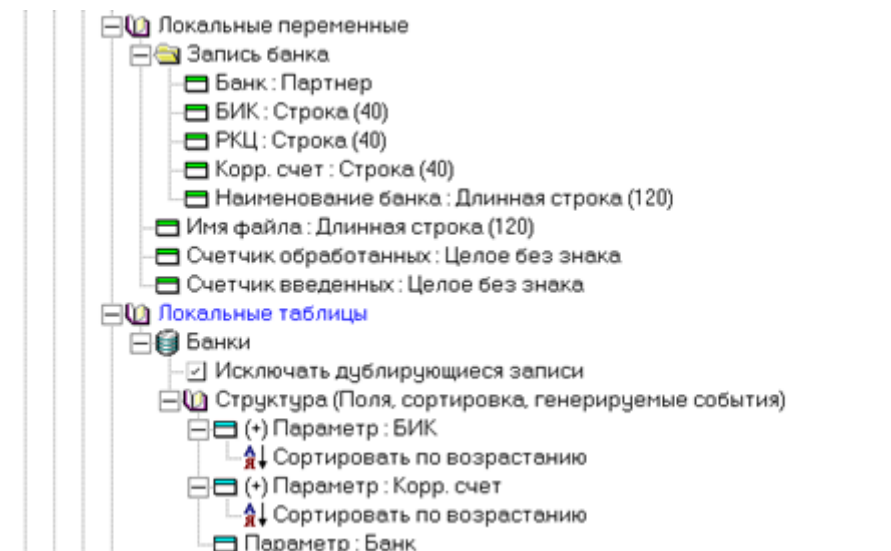 Локальные переменные
Запись банка
Банк : Партнер
БИК : Строка (40)
РКЦ : Строка (40)
Корр. счет : Строка (40)
Наименование банка : Длинная строка (120)
Имя файла : Длинная строка (120)
Счетчик обработанных : Целое без знака
Счетчик введенных : Целое без знака
Локальные таблицы
Банки
Исключать дублирующиеся записи
Структура (Поля, сортировка, генерируемые события)
(+) Параметр : БИК
Сортировать по возрастанию
(+) Параметр : Корр. счет
Сортировать по возрастанию
Параметр : Банк